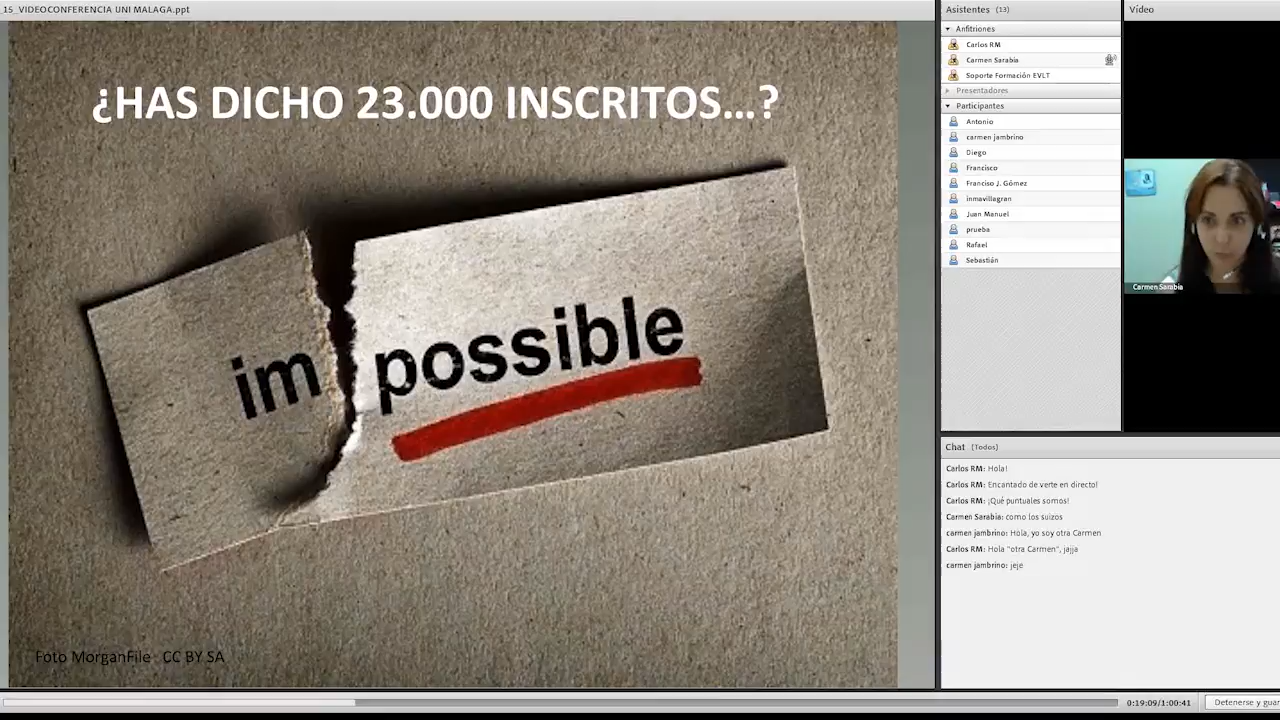 15_VIDEOCONFERENCIA UNI MALAGA.ppt
¿HAS DICHO 23.000 INSCRITOS...?
im possible
Foto MorganFile CC BY SA
Asistentes (13)
Anfitriones
Carlos RM
Carmen Sarabia
Soporte Formación EVLT
Presentadores
Participantes
Antonio
carmen jambrino
Diego
Francisco
Franciso J. Gómez
inmavillagran
Juan Manuel
prueba
Rafael
Sebastián
Vídeo
Carmen Sarabia
Chat (Todos)
Carlos RM: Hola!
Carlos RM: Encantado de verte en directo!
Carlos RM: ¡Qué puntuales somos!
Carmen Sarabia: como los suizos
carmen jambrino: Hola, yo soy otra Carmen
Carlos RM: Hola "otra Carmen", jajja
carmen jambrino: jeje
0:19:09/1:00:41
Detenerse y guar